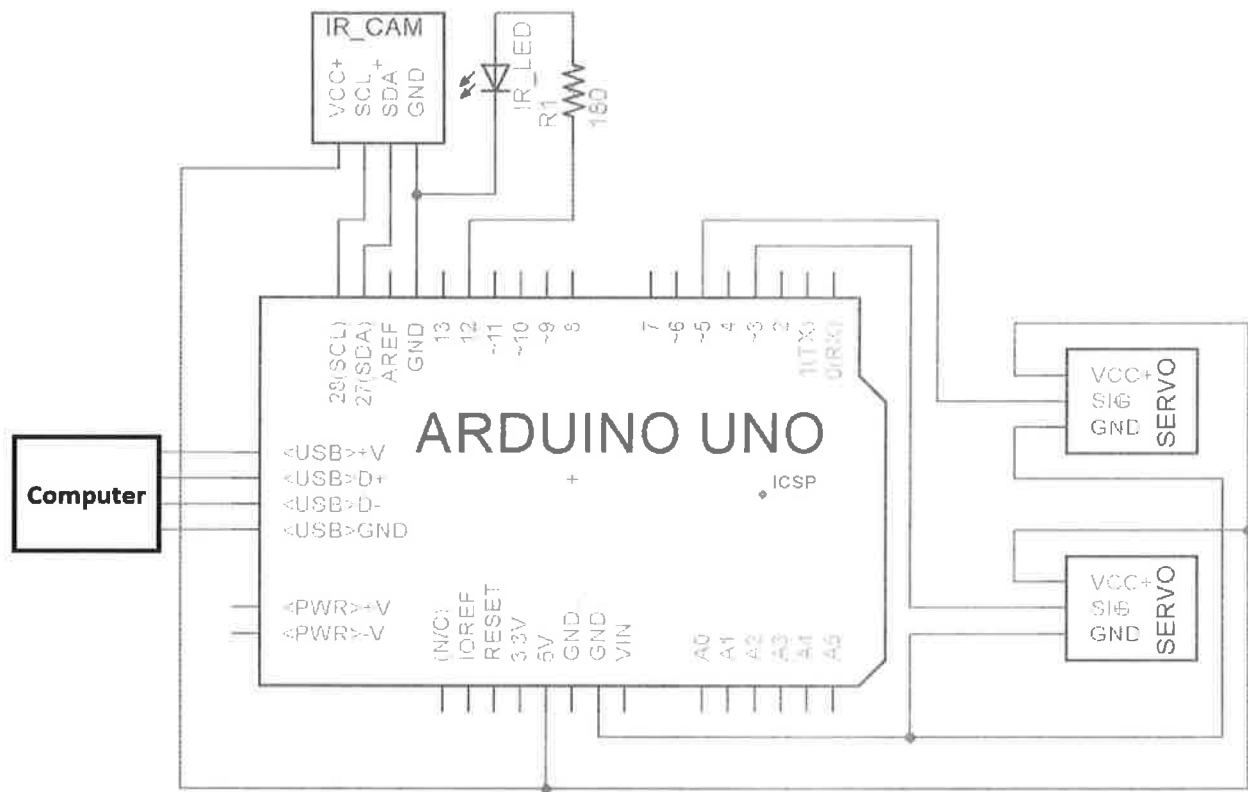 IR_CAM
VCC+
SCL+
SDA
GND
IR_LED
R1
180
28(SCL)
27(SDA)
AREF
GND
13
12
~11
~10
~9
8
7
~6
~5
4
~3
2
1(TX)
0(RX)
ARDUINO UNO
<USB>+V
<USB>D+
<USB>D-
<USB>GND
+
ICSP
Computer
<PWR>+V
<PWR>-V
(N/C)
IOREF
RESET
3.3V
5V
GND
GND
VIN
A0
A1
A2
A3
A4
A5
VCC+
SIG
GND
SERVO
VCC+
SIG
GND
SERVO